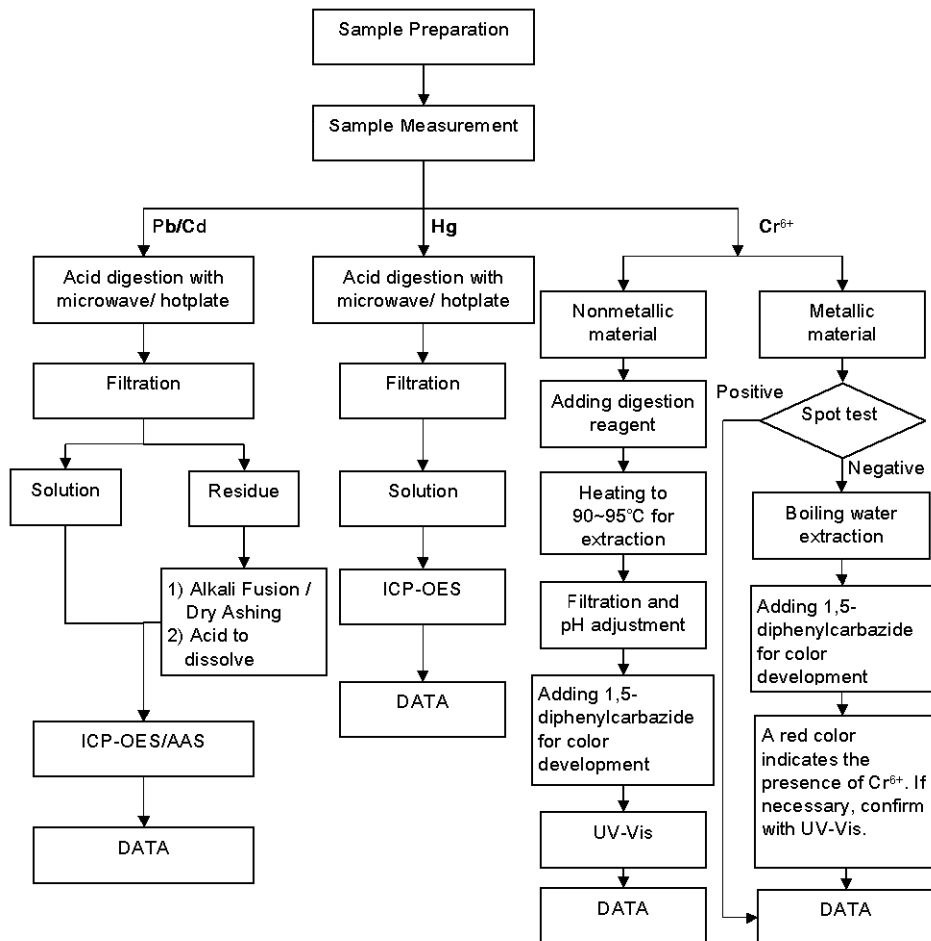 Sample Preparation
Sample Measurement
Pb/Cd
Acid digestion with
microwave/ hotplate
Filtration
Solution
Residue
1) Alkali Fusion /
Dry Ashing
2) Acid to
dissolve
ICP-OES/AAS
DATA
Hg
Acid digestion with
microwave/ hotplate
Filtration
Solution
ICP-OES
DATA
Cr⁶⁺
Nonmetallic
material
Adding digestion
reagent
Heating to
90~95°C for
extraction
Filtration and
pH adjustment
Adding 1,5-
diphenylcarbazide
for color
development
UV-Vis
DATA
Metallic
material
Positive
Spot test
Negative
Boiling water
extraction
Adding 1,5-
diphenylcarbazide
for color
development
A red color
indicates the
presence of Cr⁶⁺. If
necessary, confirm
with UV-Vis.
DATA